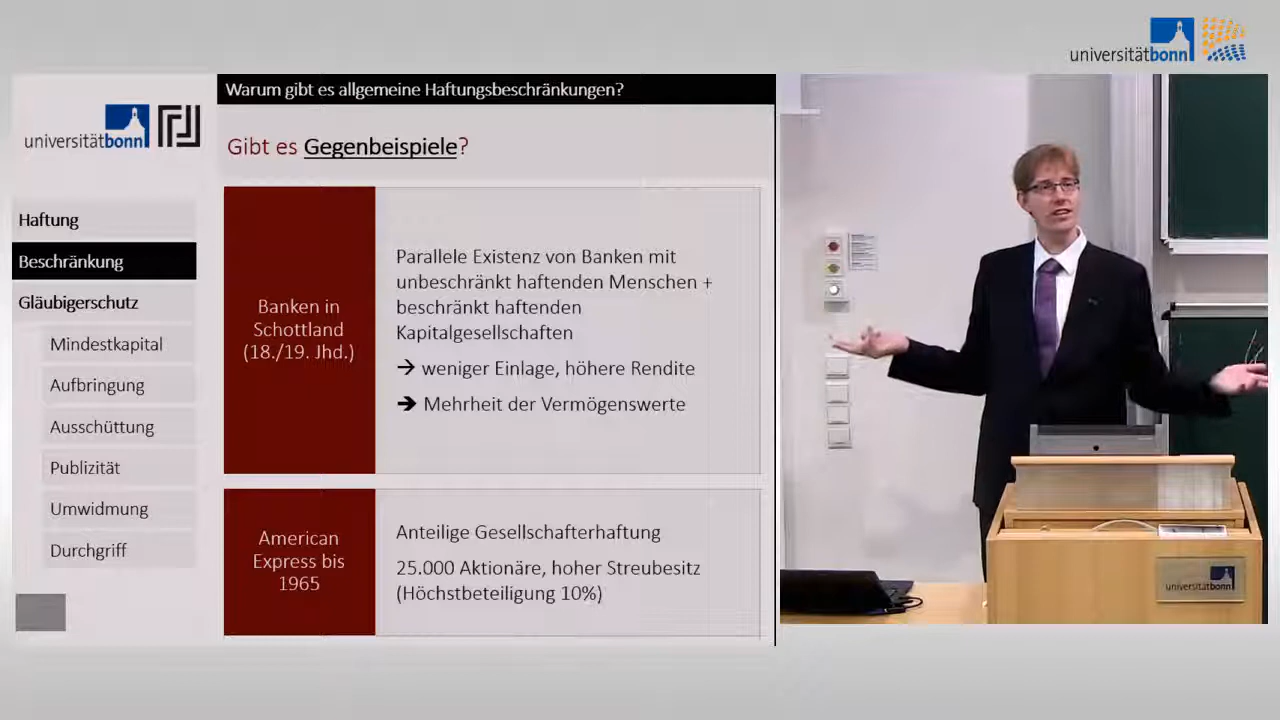 universitätbonn
Warum gibt es allgemeine Haftungsbeschränkungen?
universitätbonn
Gibt es Gegenbeispiele?
Haftung
Beschränkung
Gläubigerschutz
Mindestkapital
Aufbringung
Ausschüttung
Publizität
Umwidmung
Durchgriff
Banken in
Schottland
(18./19. Jhd.)
Parallele Existenz von Banken mit
unbeschränkt haftenden Menschen +
beschränkt haftenden
Kapitalgesellschaften
→ weniger Einlage, höhere Rendite
→ Mehrheit der Vermögenswerte
American
Express bis
1965
Anteilige Gesellschafterhaftung
25.000 Aktionäre, hoher Streubesitz
(Höchstbeteiligung 10%)
universitätbonn